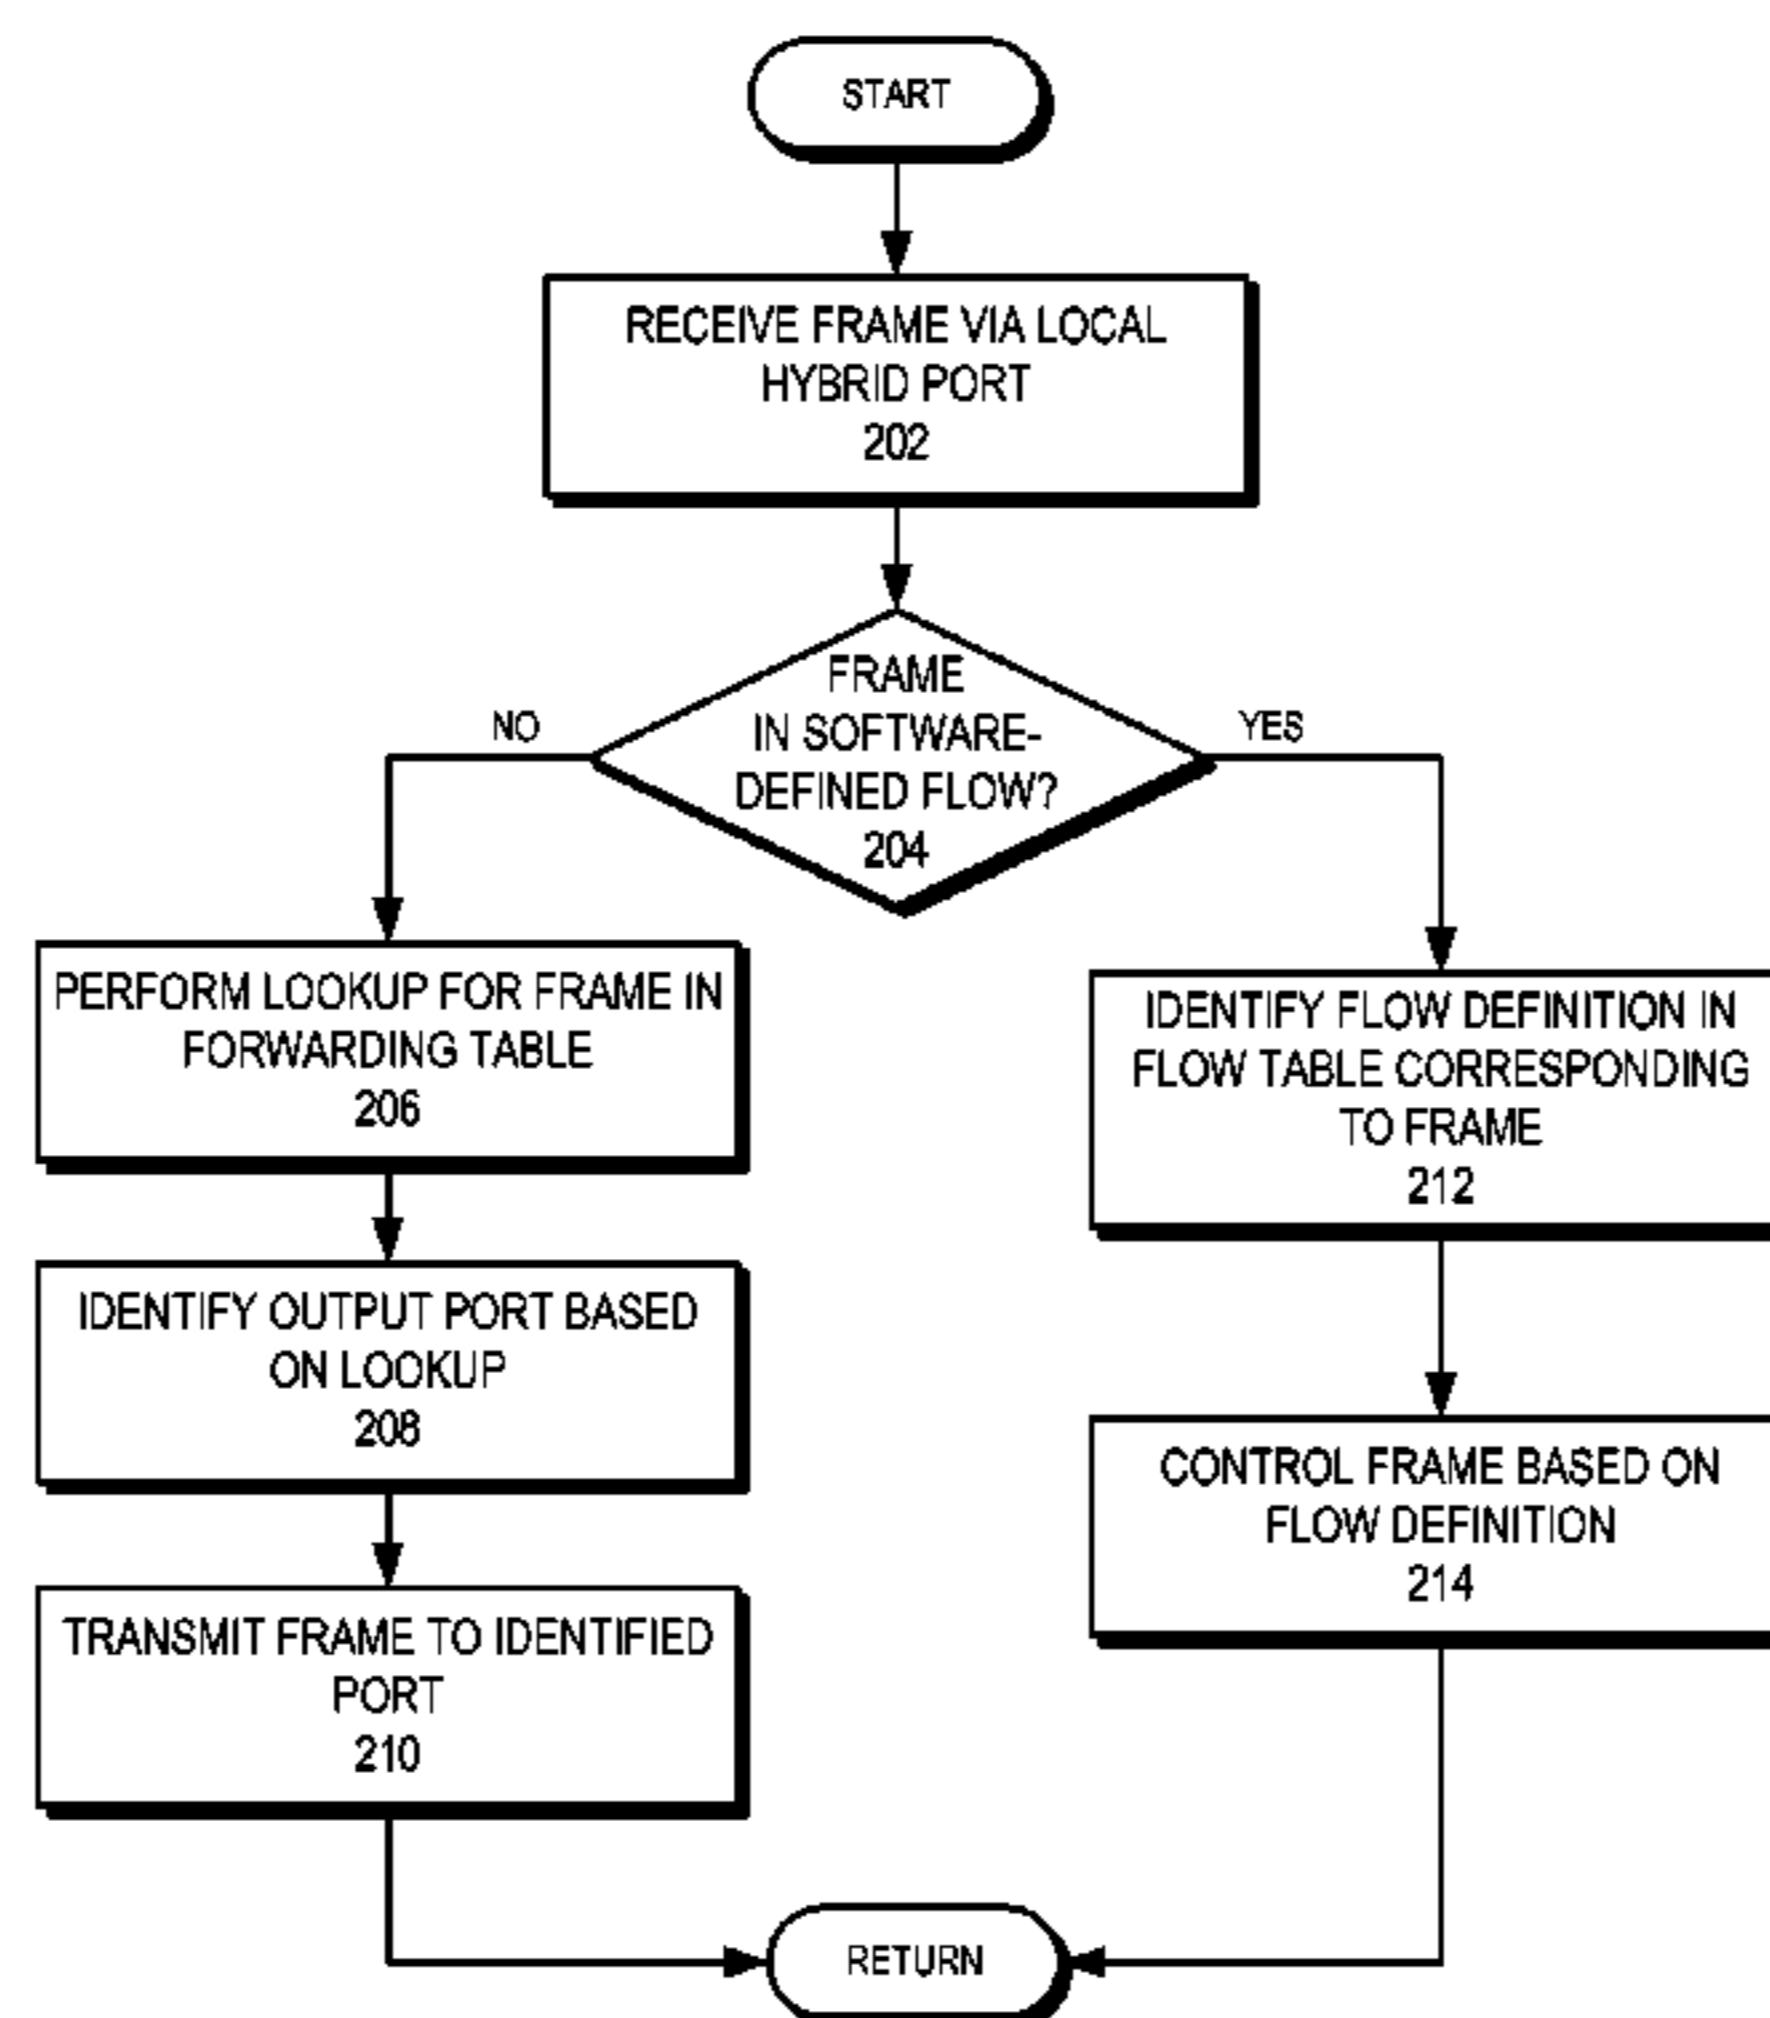 START
RECEIVE FRAME VIA LOCAL
HYBRID PORT
202
FRAME
IN SOFTWARE-
DEFINED FLOW?
204
NO
YES
PERFORM LOOKUP FOR FRAME IN
FORWARDING TABLE
206
IDENTIFY OUTPUT PORT BASED
ON LOOKUP
208
TRANSMIT FRAME TO IDENTIFIED
PORT
210
IDENTIFY FLOW DEFINITION IN
FLOW TABLE CORRESPONDING
TO FRAME
212
CONTROL FRAME BASED ON
FLOW DEFINITION
214
RETURN